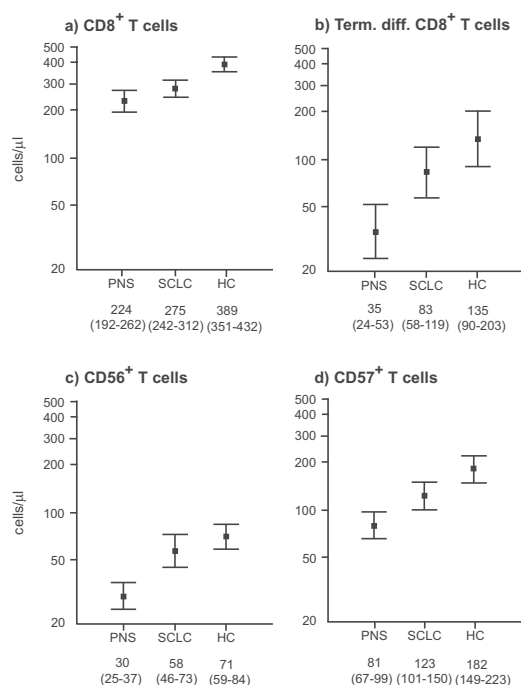 a) CD8+ T cells
500
400
300
200
100
50
20
cells/µl
PNS SCLC HC
224 275 389
(192-262) (242-312) (351-432)
b) Term. diff. CD8+ T cells
500
400
300
200
100
50
20
PNS SCLC HC
35 83 135
(24-53) (58-119) (90-203)
c) CD56+ T cells
500
400
300
200
100
50
20
cells/µl
PNS SCLC HC
30 58 71
(25-37) (46-73) (59-84)
d) CD57+ T cells
500
400
300
200
100
50
20
PNS SCLC HC
81 123 182
(67-99) (101-150) (149-223)